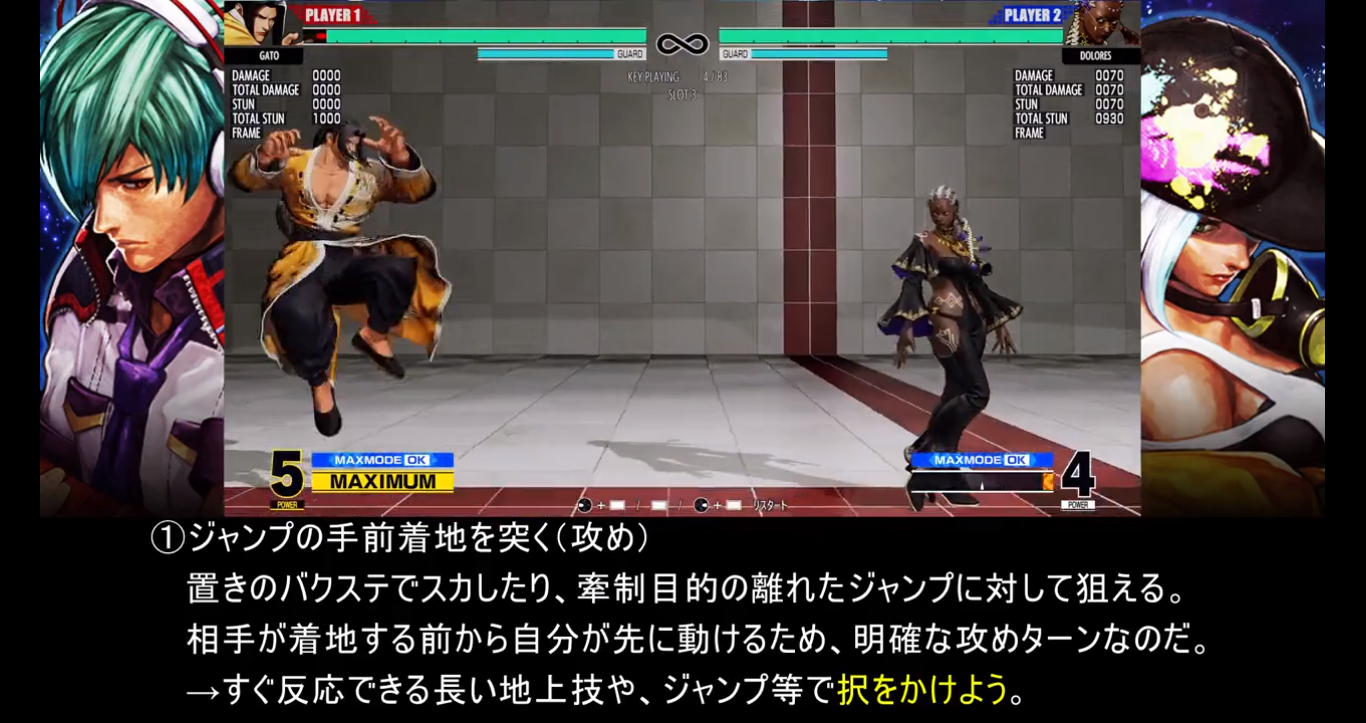 PLAYER 1
PLAYER 2
GATO
GUARD
GUARD
DOLORES
KEY PLAYING 4 / 83
SLOT 3
DAMAGE 0000
TOTAL DAMAGE 0000
STUN 0000
TOTAL STUN 1000
FRAME
DAMAGE 0070
TOTAL DAMAGE 0070
STUN 0070
TOTAL STUN 0930
FRAME
5
POWER
MAXMODE OK
MAXIMUM
MAXMODE OK
4
POWER
+ / / + リスタート
①ジャンプの手前着地を突く(攻め)
置きのバクステでスカしたり、牽制目的の離れたジャンプに対して狙える。
相手が着地する前から自分が先に動けるため、明確な攻めターンなのだ。
→すぐ反応できる長い地上技や、ジャンプ等で択をかけよう。